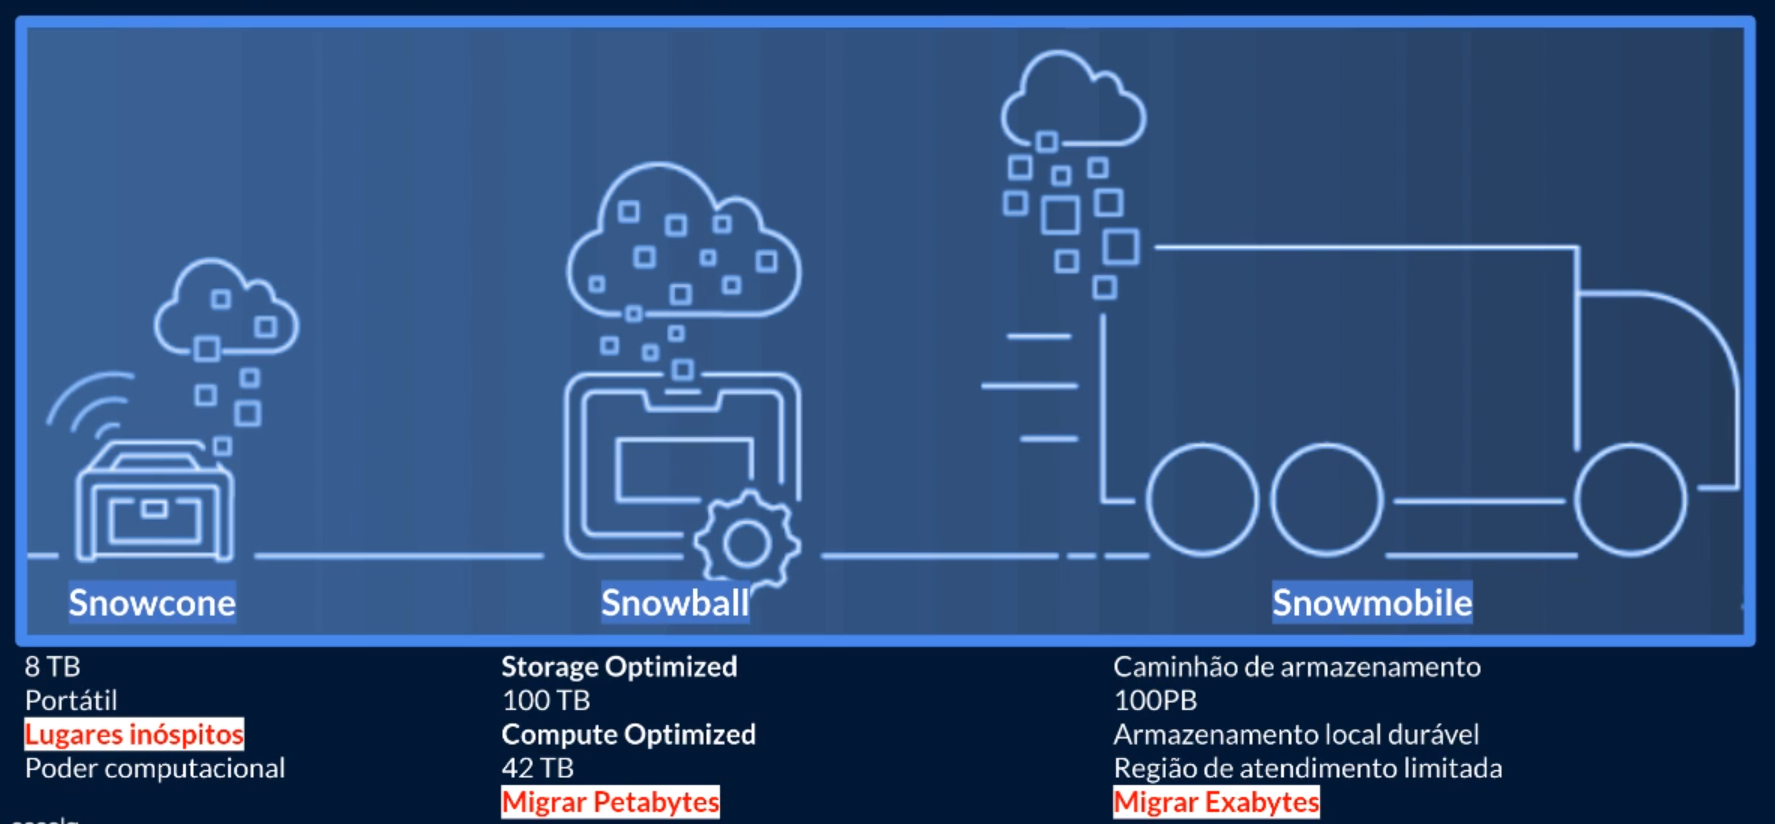 Snowcone
Snowball
Snowmobile
8 TB
Portátil
Lugares inóspitos
Poder computacional
Storage Optimized
100 TB
Compute Optimized
42 TB
Migrar Petabytes
Caminhão de armazenamento
100PB
Armazenamento local durável
Região de atendimento limitada
Migrar Exabytes